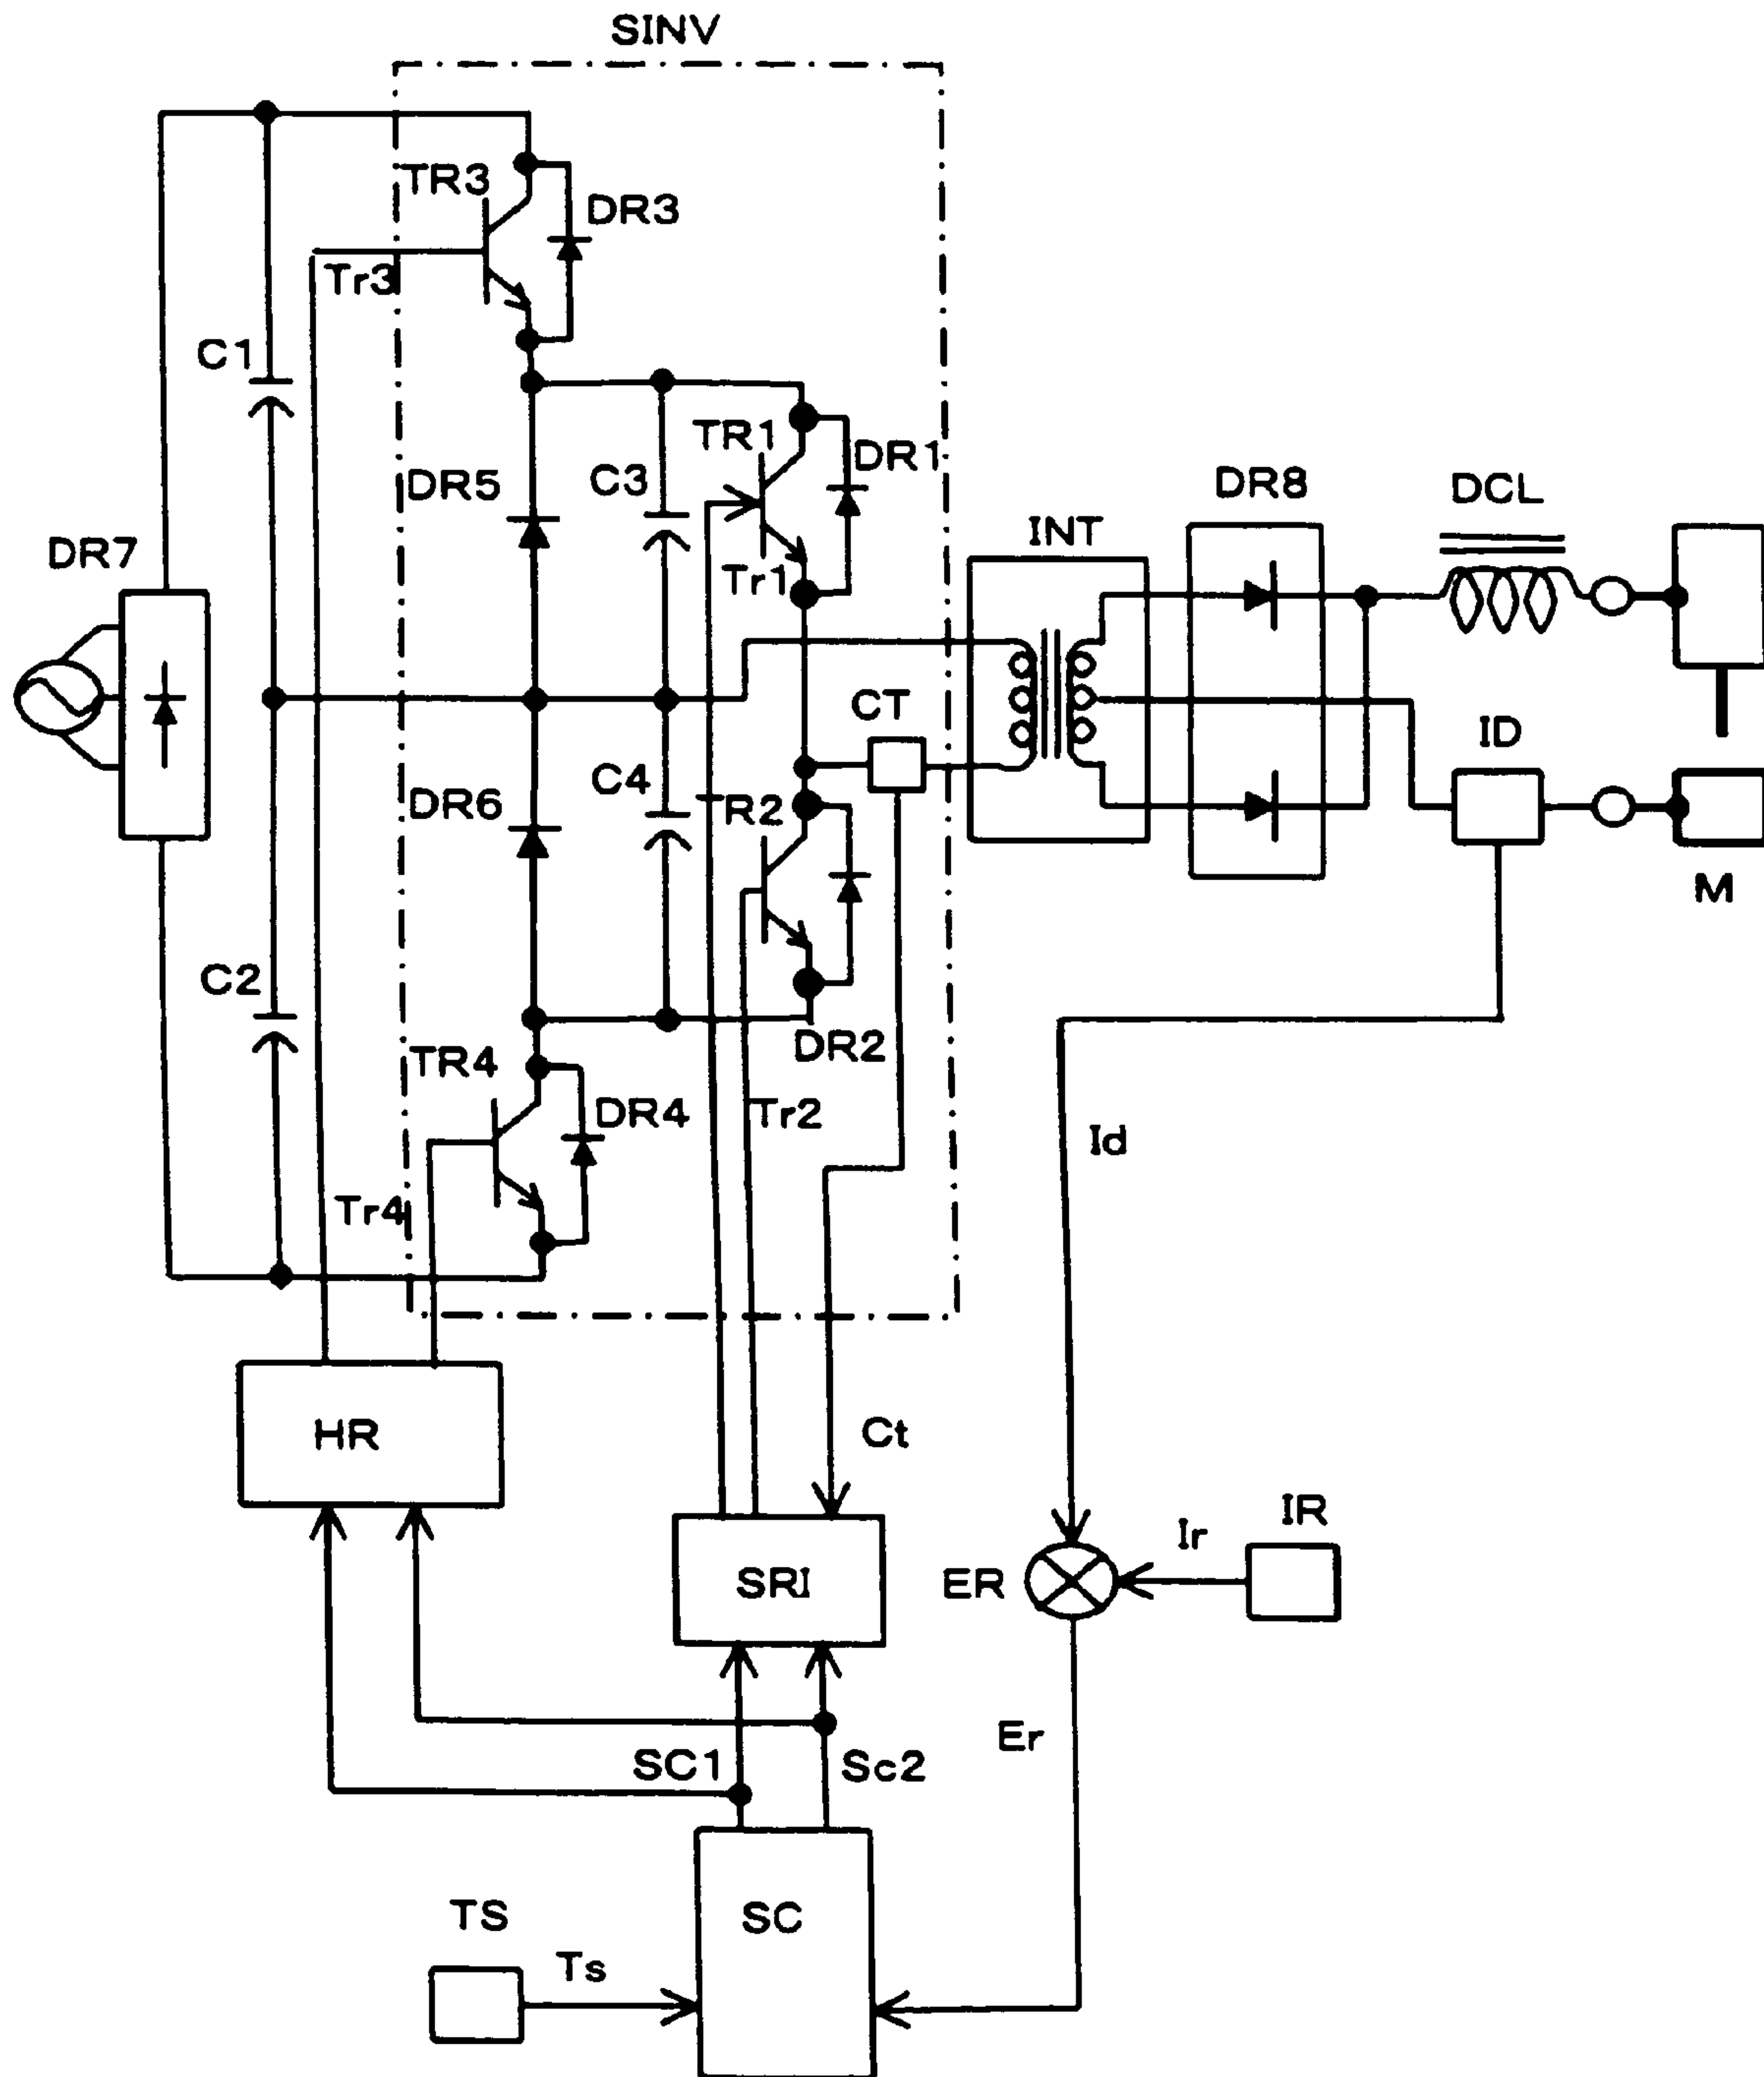 SINV
TR3
DR3
Tr3
C1
TR1
DR1
DR5
C3
DR8
DCL
DR7
INT
Tr1
CT
ID
C4
DR6
TR2
M
C2
DR2
TR4
DR4
Tr2
Id
Tr4
HR
Ct
IR
Ir
SRI
ER
Er
SC1
Sc2
TS
SC
Ts